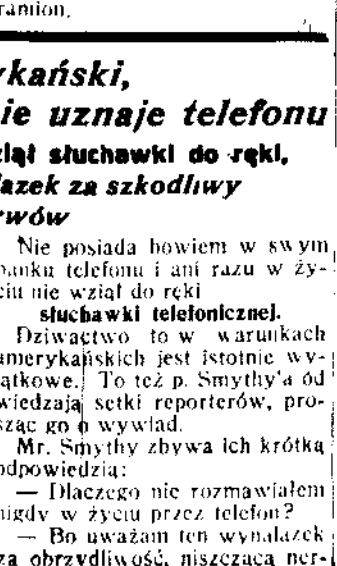 ramion.
ykański,
ie uznaje telefonu
ziął słuchawki do ręki,
lazek za szkodliwy
rwów
Nie posiada bowiem w swym
banku telefonu i ani razu w ży-
ciu nie wziął do ręki
słuchawki telefonicznej.
Dziwactwo to w warunkach
amerykańskich jest istotnie wy-
jątkowe. To też p. Smythy'a od
wiedzają setki reporterów, pro-
sząc go o wywiad.
Mr. Smythy zbywa ich krótką
odpowiedzią:
— Dlaczego nie rozmawiałem
nigdy w życiu przez telefon?
— Bo uważam ten wynalazek
za obrzydliwość, niszczącą ner-